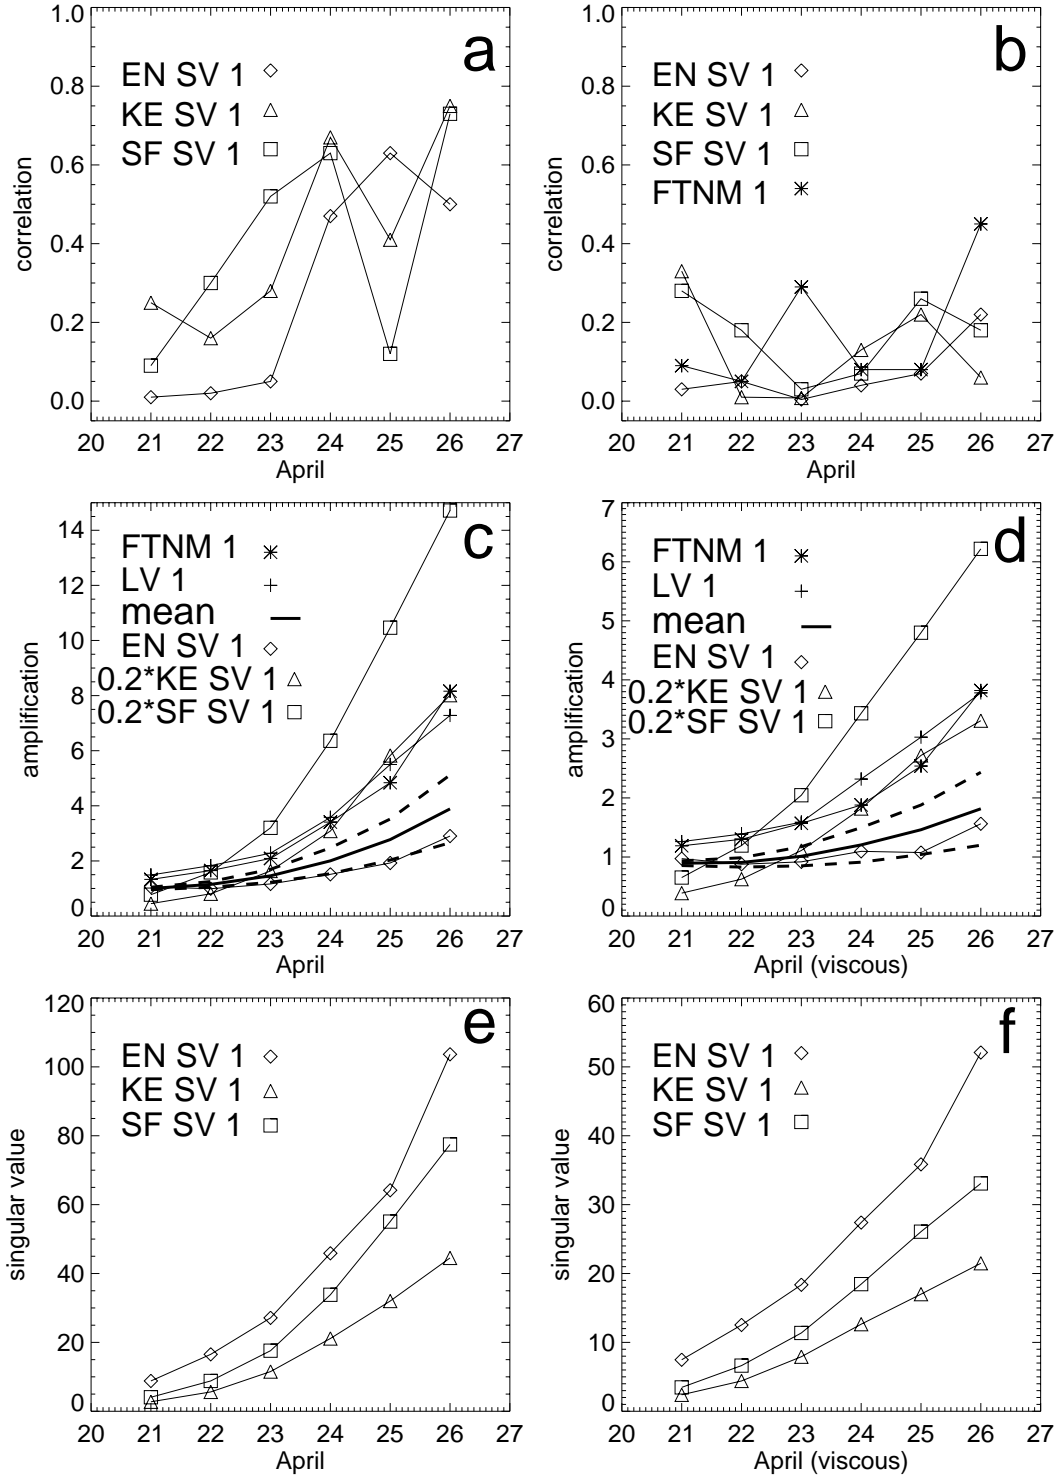 a
1.0
0.8
0.6
0.4
0.2
0.0
correlation
EN SV 1
KE SV 1
SF SV 1
20 21 22 23 24 25 26 27
April
b
1.0
0.8
0.6
0.4
0.2
0.0
correlation
EN SV 1
KE SV 1
SF SV 1
FTNM 1
20 21 22 23 24 25 26 27
April
c
14
12
10
8
6
4
2
0
amplification
FTNM 1
LV 1
mean
EN SV 1
0.2*KE SV 1
0.2*SF SV 1
20 21 22 23 24 25 26 27
April
d
7
6
5
4
3
2
1
0
amplification
FTNM 1
LV 1
mean
EN SV 1
0.2*KE SV 1
0.2*SF SV 1
20 21 22 23 24 25 26 27
April (viscous)
e
120
100
80
60
40
20
0
singular value
EN SV 1
KE SV 1
SF SV 1
20 21 22 23 24 25 26 27
April
f
60
50
40
30
20
10
0
singular value
EN SV 1
KE SV 1
SF SV 1
20 21 22 23 24 25 26 27
April (viscous)